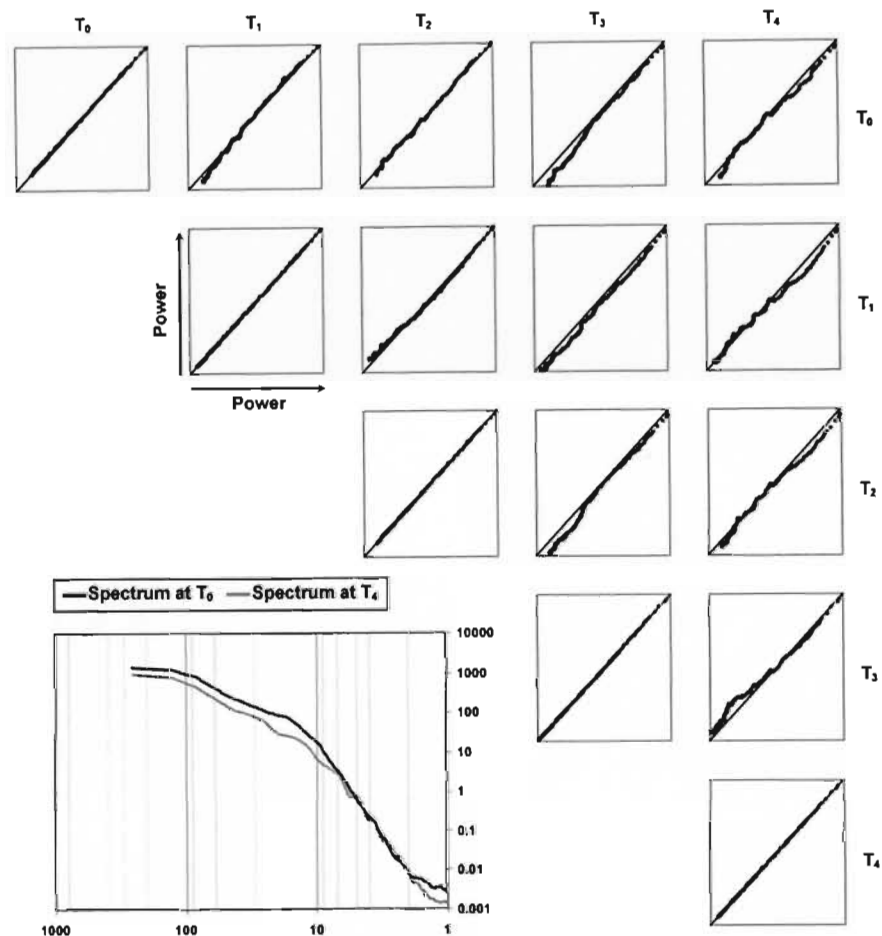 T0 T1 T2 T3 T4
T0
Power
Power
T1
T2
Spectrum at T0 Spectrum at T4
10000
1000
T3
100
10
1
0.1
T4
0.01
0.001
1000 100 10 1